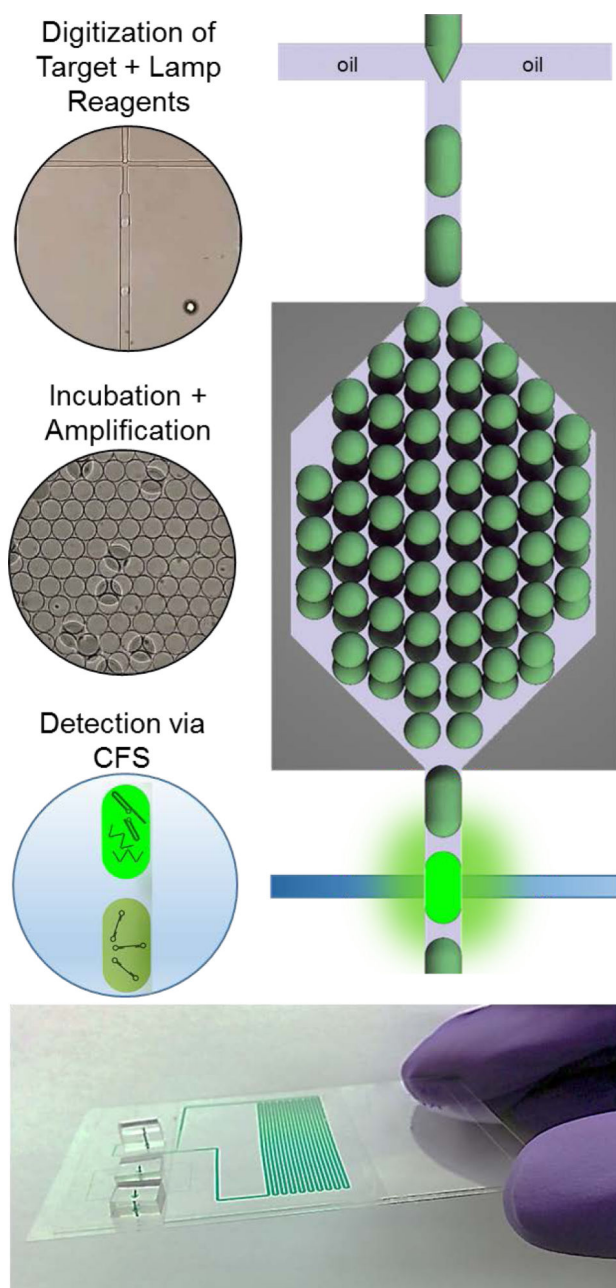 Digitization of
Target + Lamp
Reagents
oil
oil
Incubation +
Amplification
Detection via
CFS